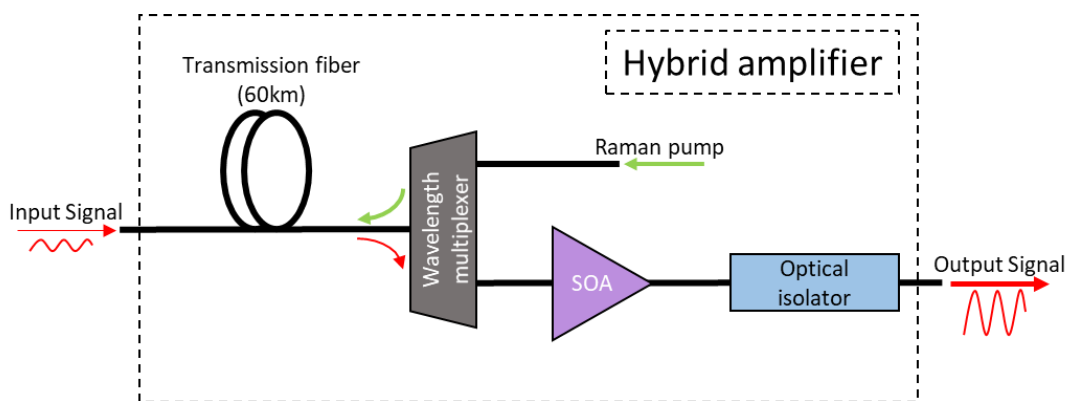 Hybrid amplifier
Transmission fiber
(60km)
Raman pump
Wavelength
multiplexer
Input Signal
SOA
Optical
isolator
Output Signal